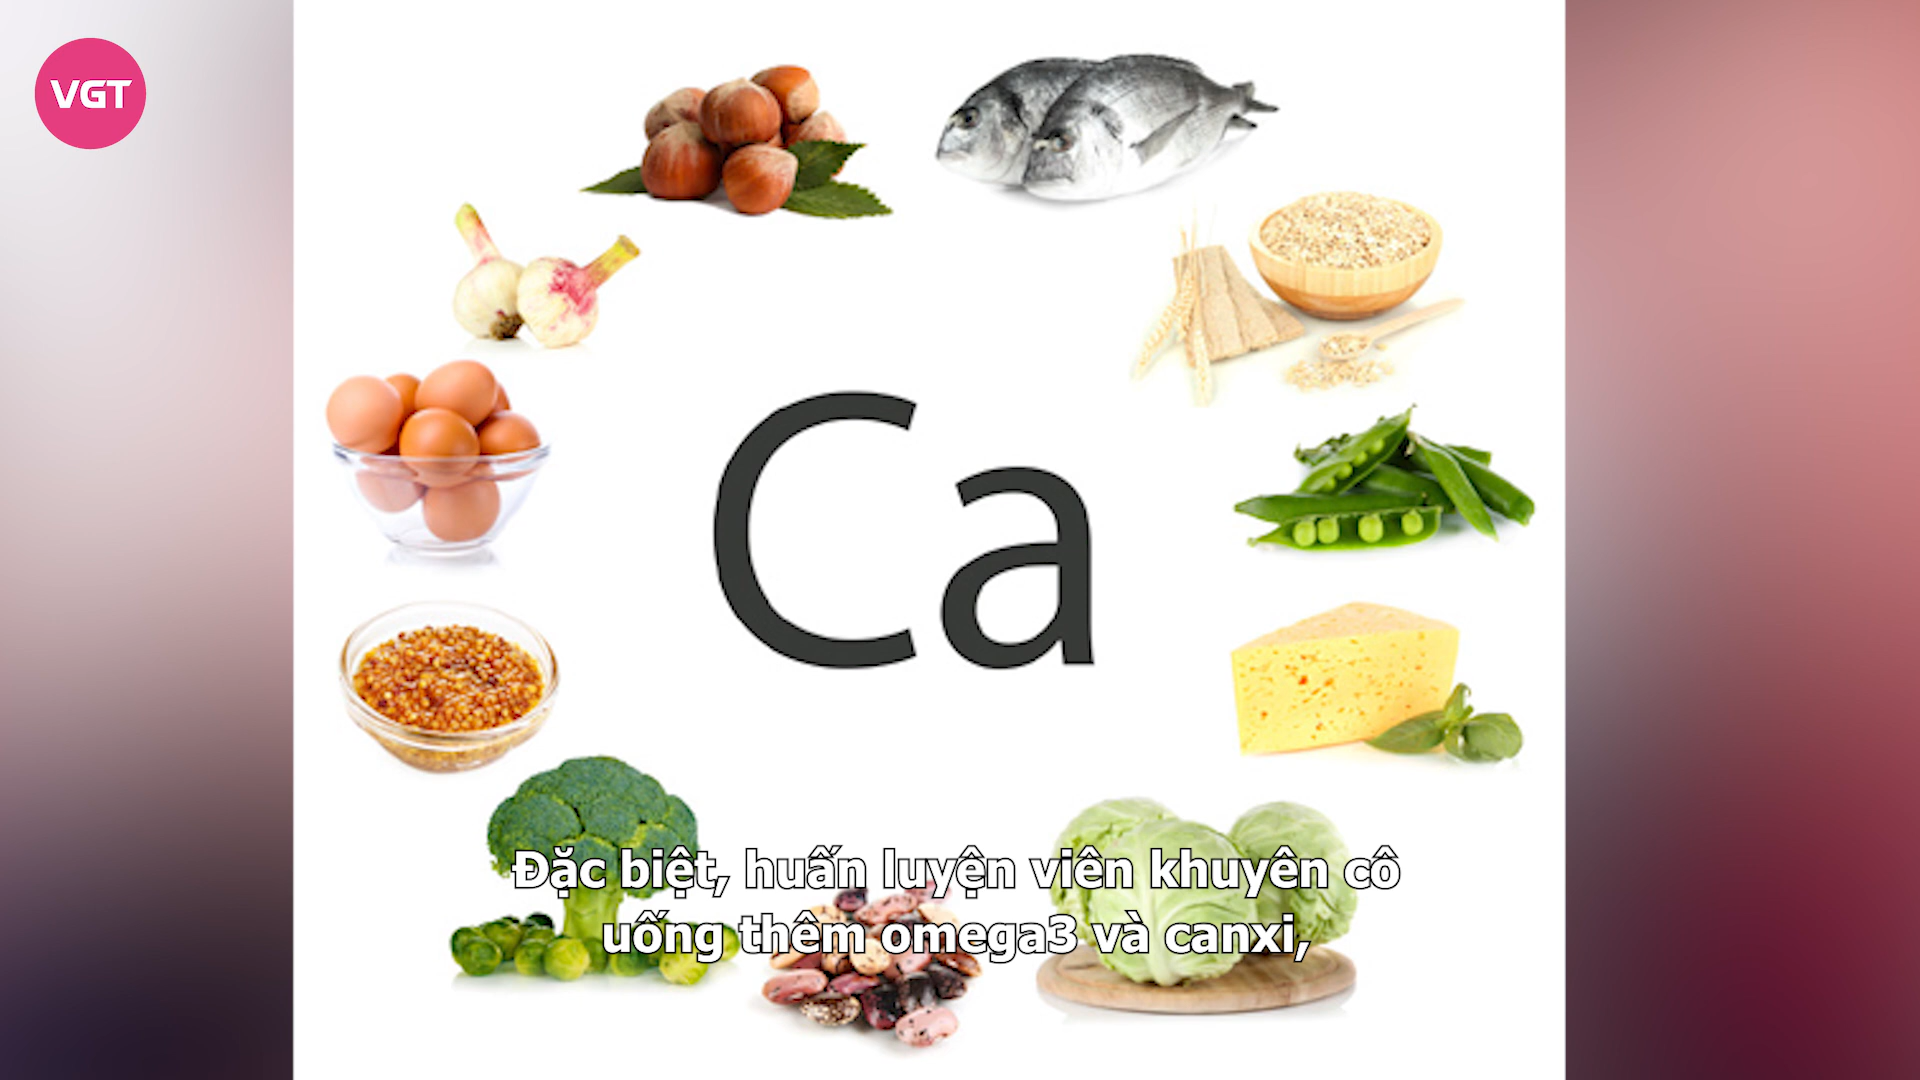 VGT
Ca
Đặc biệt, huấn luyện viên khuyên cô
uống thêm omega3 và canxi,